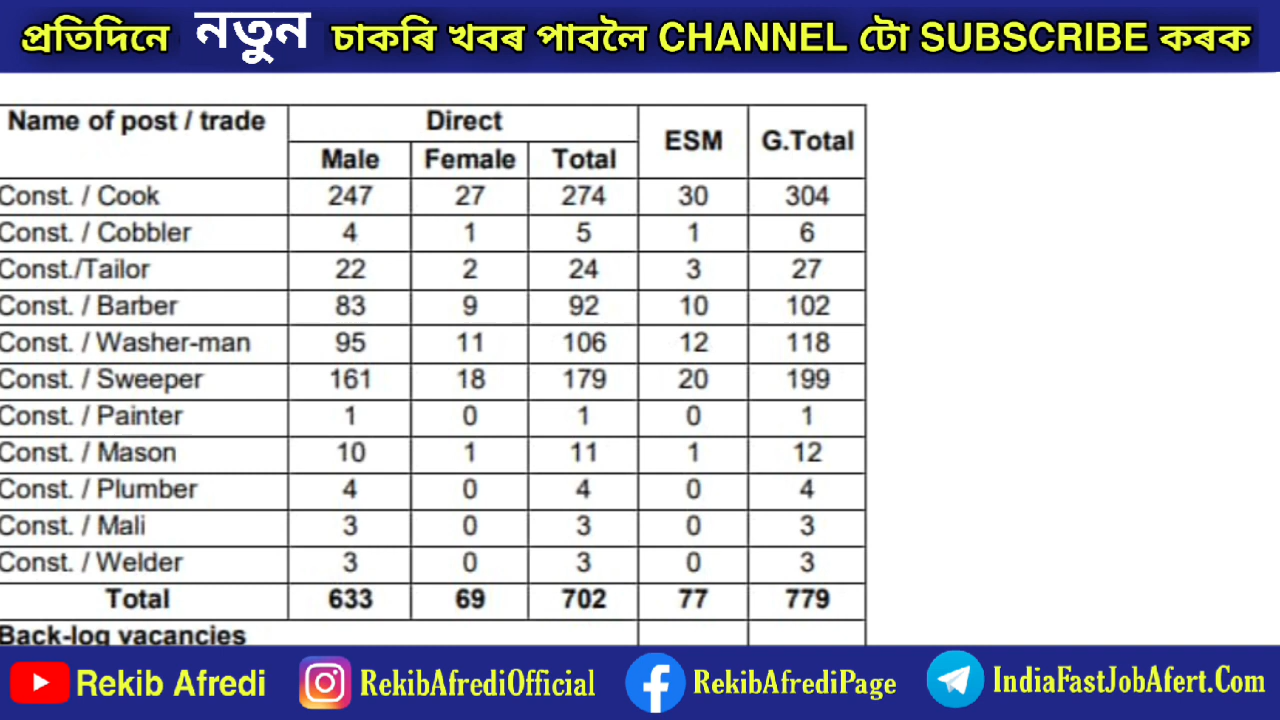 প্ৰতিদিনে নতুন চাকৰি খবৰ পাবলৈ CHANNEL টো SUBSCRIBE কৰক
Name of post / trade Direct ESM G.Total
Male Female Total
Const. / Cook 247 27 274 30 304
Const. / Cobbler 4 1 5 1 6
Const./Tailor 22 2 24 3 27
Const. / Barber 83 9 92 10 102
Const. / Washer-man 95 11 106 12 118
Const. / Sweeper 161 18 179 20 199
Const. / Painter 1 0 1 0 1
Const. / Mason 10 1 11 1 12
Const. / Plumber 4 0 4 0 4
Const. / Mali 3 0 3 0 3
Const. / Welder 3 0 3 0 3
Total 633 69 702 77 779
Back-log vacancies
Rekib Afredi RekibAfrediOfficial RekibAfrediPage IndiaFastJobAfert.Com